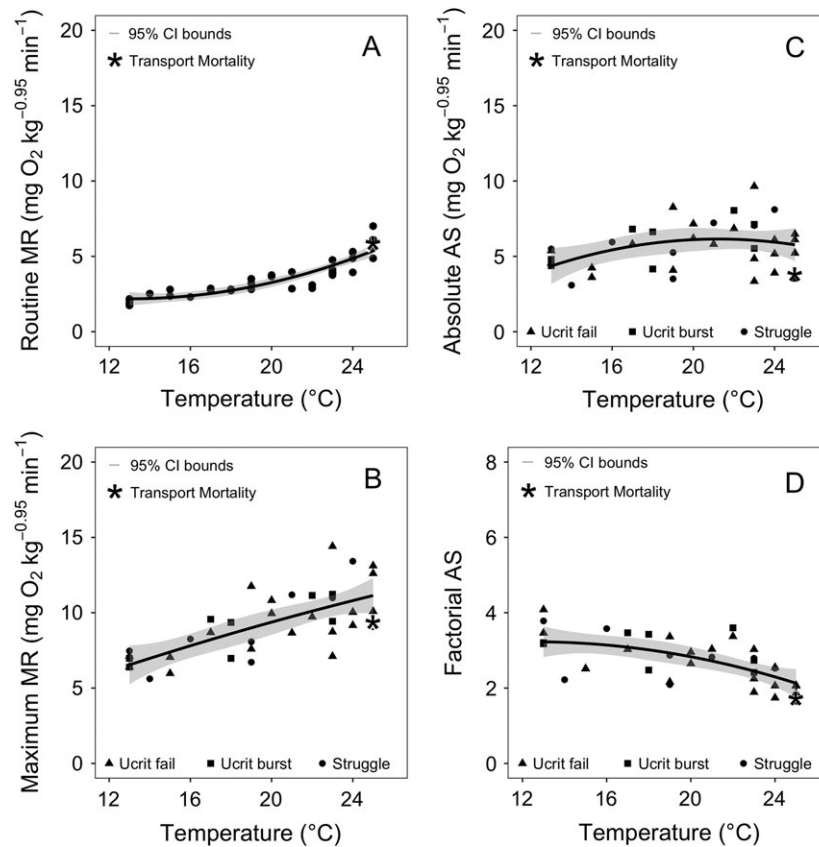 20
15
10
5
0
Routine MR (mg O₂ kg⁻⁰·⁹⁵ min⁻¹)
95% CI bounds
Transport Mortality
A
12 16 20 24
Temperature (°C)
20
15
10
5
0
Absolute AS (mg O₂ kg⁻⁰·⁹⁵ min⁻¹)
95% CI bounds
Transport Mortality
C
Ucrit fail Ucrit burst Struggle
12 16 20 24
Temperature (°C)
20
15
10
5
0
Maximum MR (mg O₂ kg⁻⁰·⁹⁵ min⁻¹)
95% CI bounds
Transport Mortality
B
Ucrit fail Ucrit burst Struggle
12 16 20 24
Temperature (°C)
8
6
4
2
0
Factorial AS
95% CI bounds
Transport Mortality
D
Ucrit fail Ucrit burst Struggle
12 16 20 24
Temperature (°C)